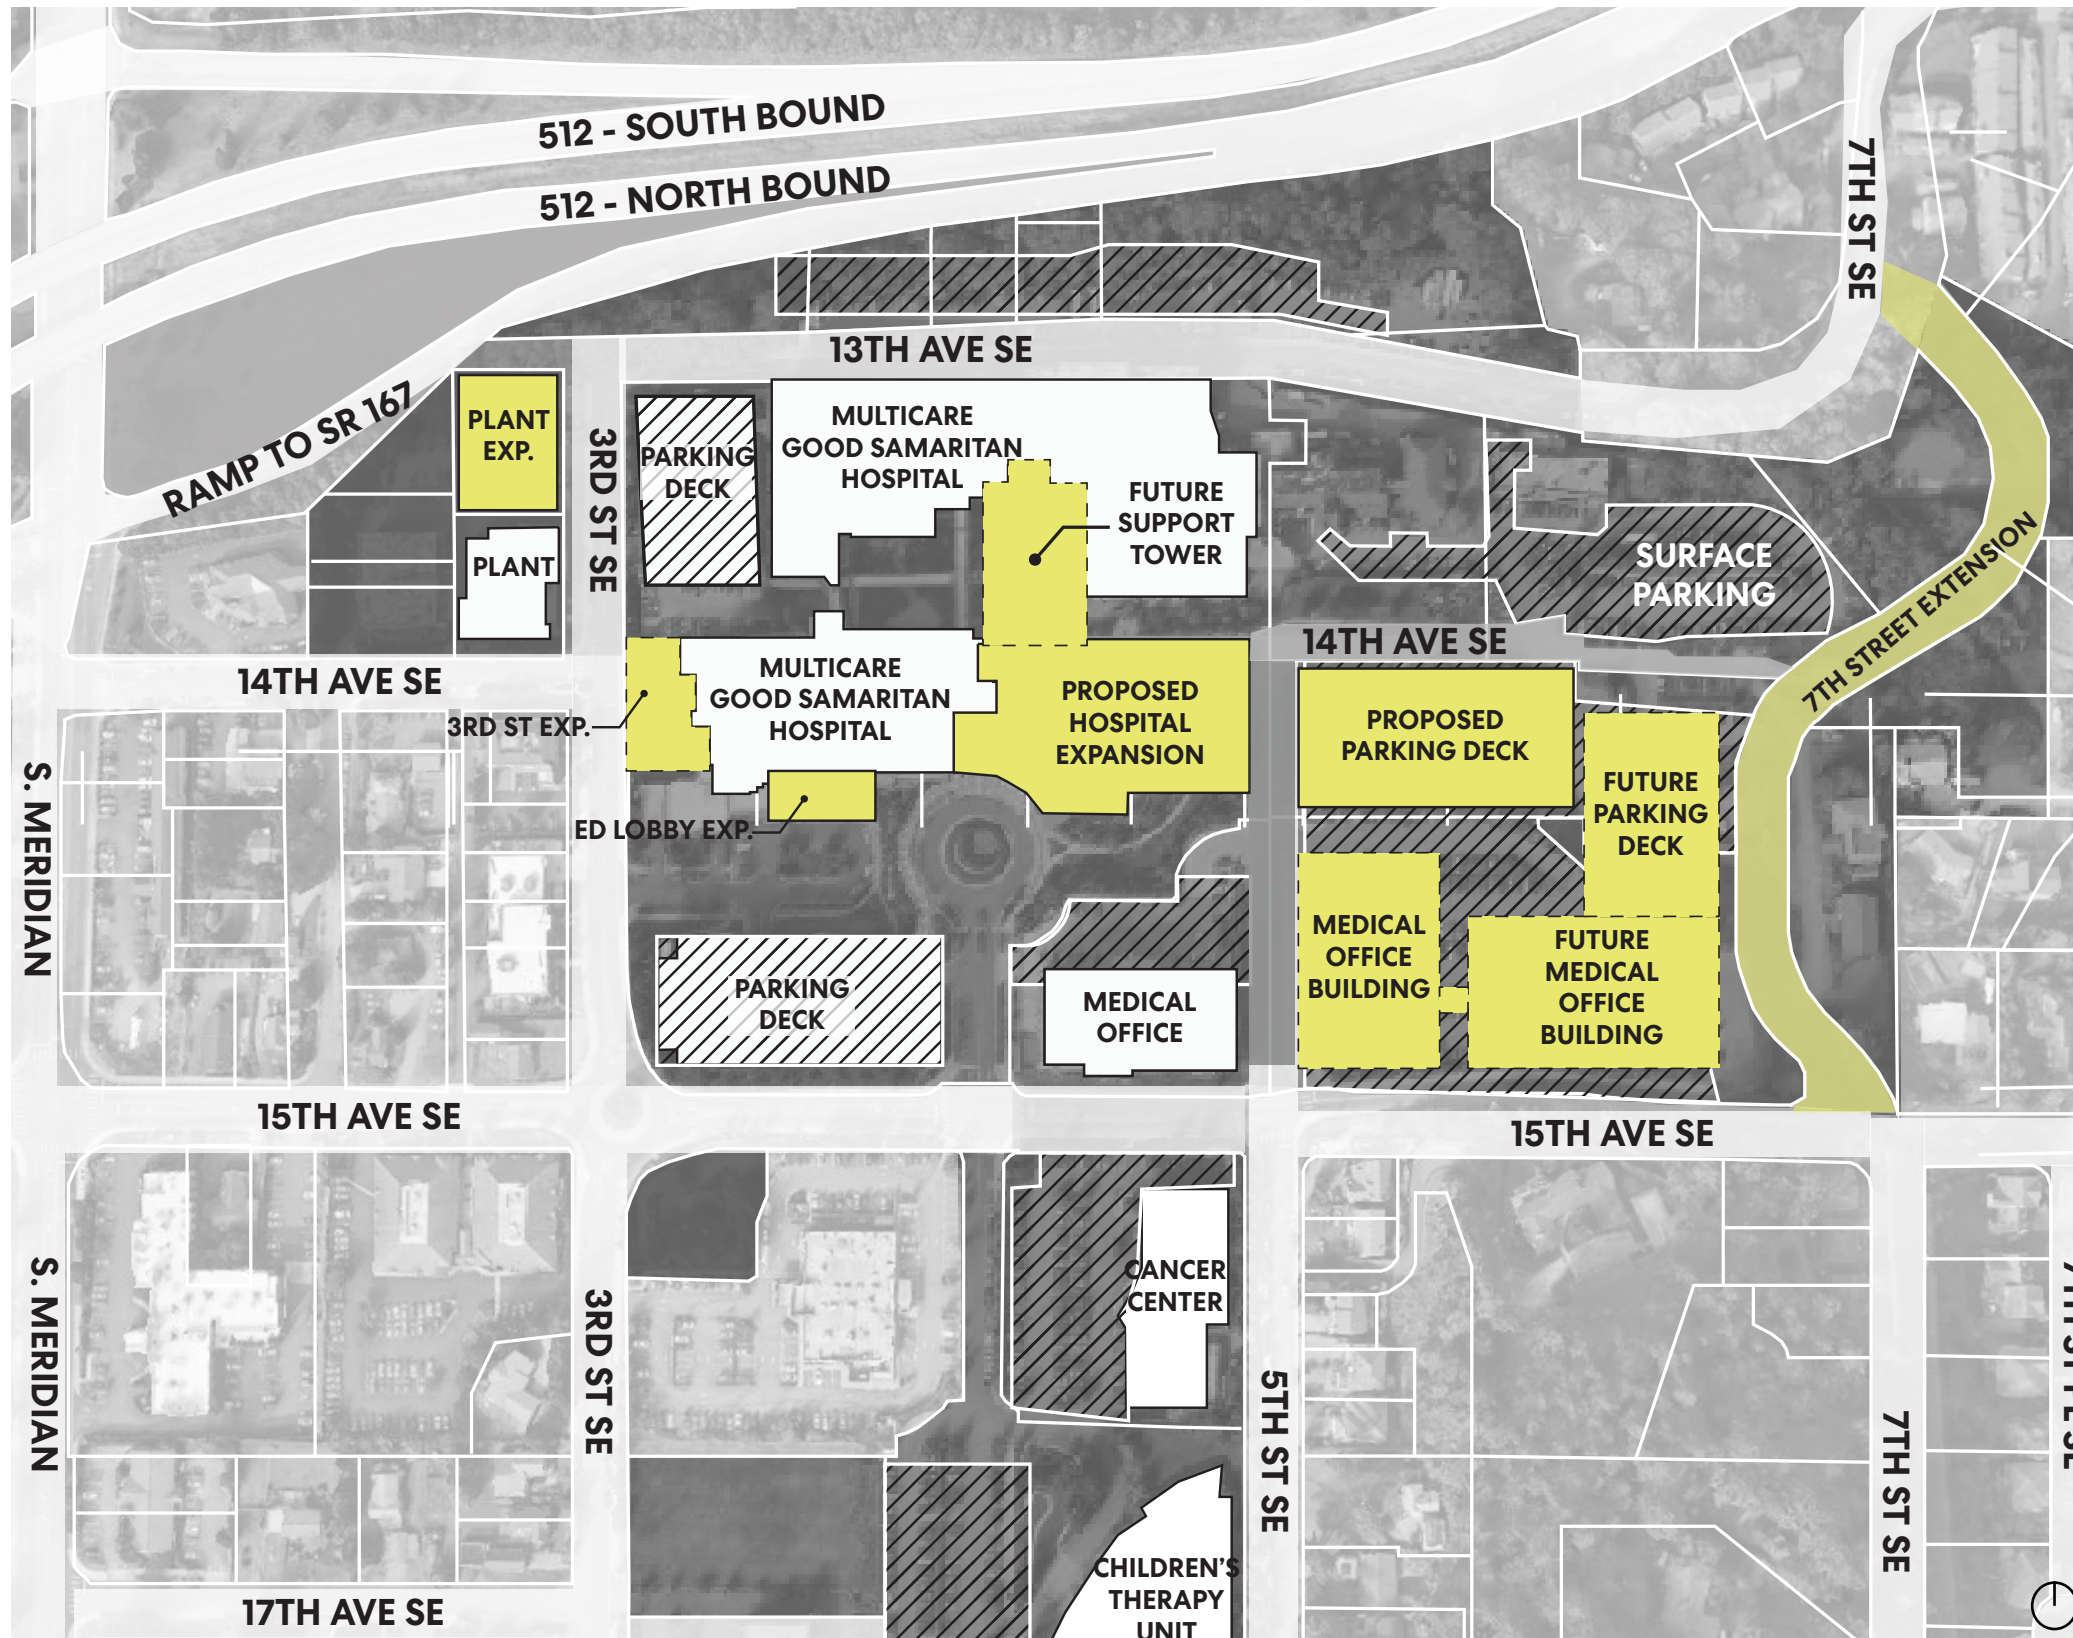 512 - SOUTH BOUND
512 - NORTH BOUND
7TH ST SE
13TH AVE SE
RAMP TO SR 167
PLANT
EXP.
3RD ST SE
PARKING
DECK
MULTICARE
GOOD SAMARITAN
HOSPITAL
FUTURE
SUPPORT
TOWER
PLANT
SURFACE
PARKING
7TH STREET EXTENSION
14TH AVE SE
14TH AVE SE
3RD ST EXP.
MULTICARE
GOOD SAMARITAN
HOSPITAL
PROPOSED
HOSPITAL
EXPANSION
PROPOSED
PARKING DECK
FUTURE
PARKING
DECK
S. MERIDIAN
ED LOBBY EXP.
PARKING
DECK
MEDICAL
OFFICE
MEDICAL
OFFICE
BUILDING
FUTURE
MEDICAL
OFFICE
BUILDING
15TH AVE SE
15TH AVE SE
S. MERIDIAN
3RD ST SE
CANCER
CENTER
5TH ST SE
7TH ST SE
CHILDREN'S
THERAPY
UNIT
17TH AVE SE